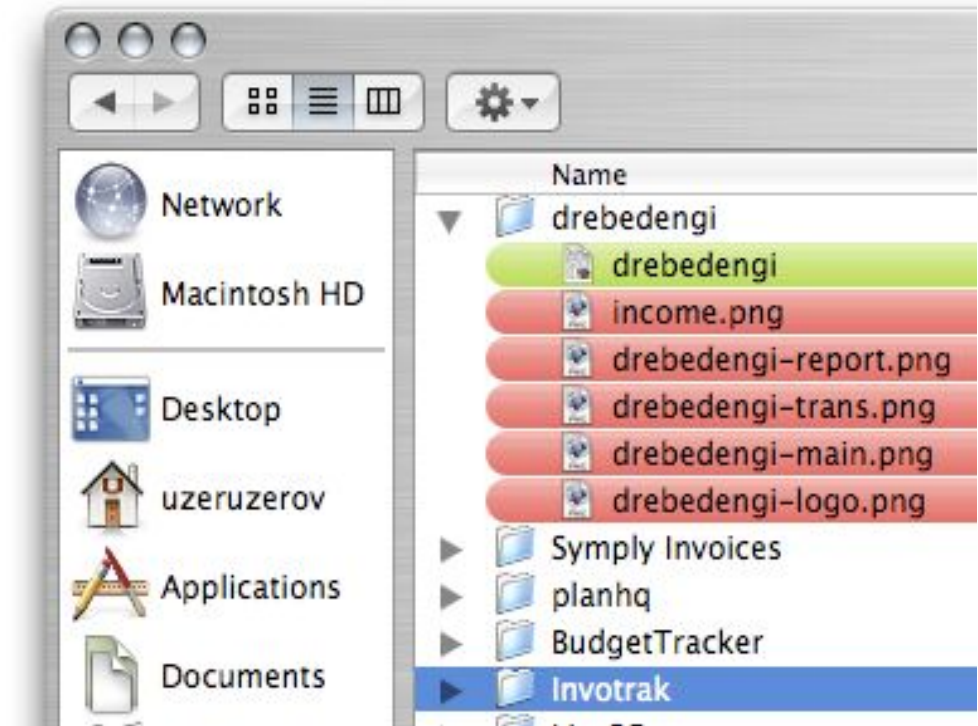 Name
Network
Macintosh HD
Desktop
uzeruzerov
Applications
Documents
drebedengi
drebedengi
income.png
drebedengi-report.png
drebedengi-trans.png
drebedengi-main.png
drebedengi-logo.png
Symply Invoices
planhq
BudgetTracker
Invotrak